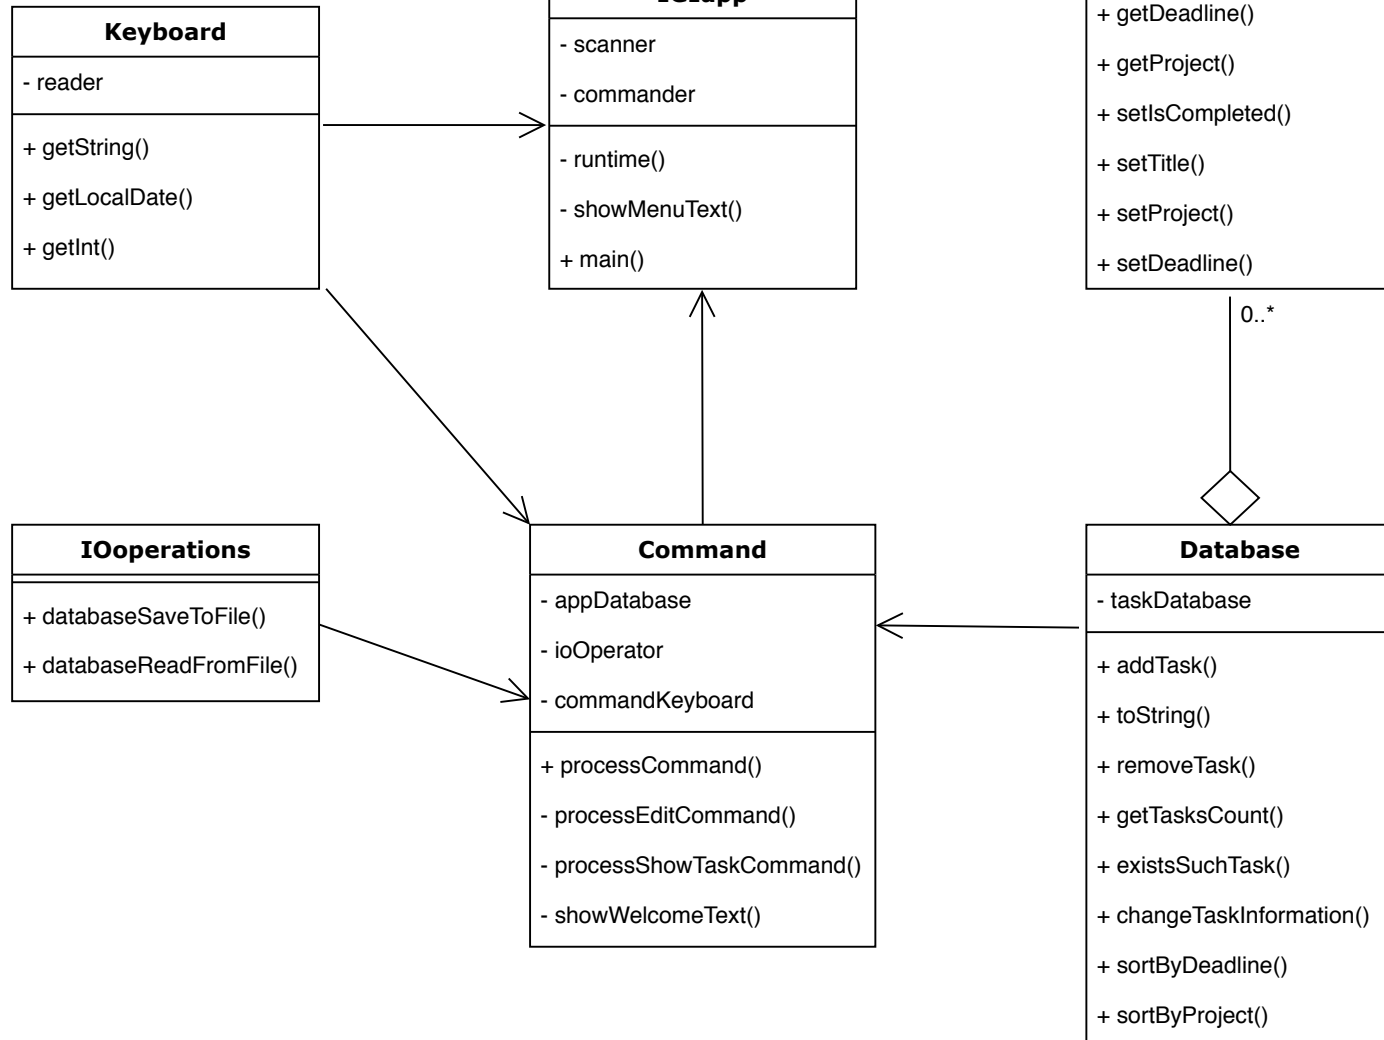 Keyboard
- reader
+ getString()
+ getLocalDate()
+ getInt()
- scanner
- commander
- runtime()
- showMenuText()
+ main()
+ getDeadline()
+ getProject()
+ setIsCompleted()
+ setTitle()
+ setProject()
+ setDeadline()
0..*
IOoperations
+ databaseSaveToFile()
+ databaseReadFromFile()
Command
- appDatabase
- ioOperator
- commandKeyboard
+ processCommand()
- processEditCommand()
- processShowTaskCommand()
- showWelcomeText()
Database
- taskDatabase
+ addTask()
+ toString()
+ removeTask()
+ getTasksCount()
+ existsSuchTask()
+ changeTaskInformation()
+ sortByDeadline()
+ sortByProject()